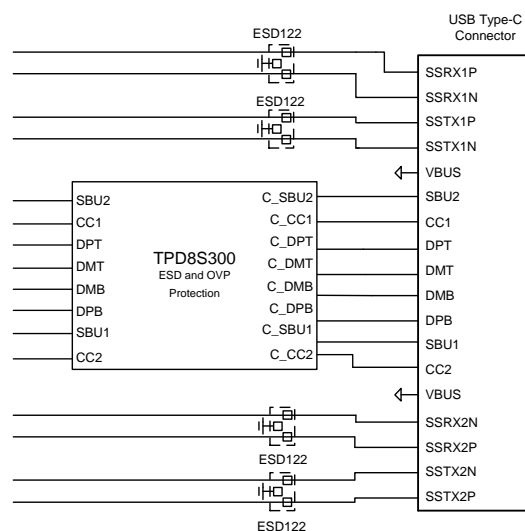 USB Type-C
Connector
ESD122
SSRX1P
SSRX1N
ESD122
SSTX1P
SSTX1N
VBUS
SBU2
C_SBU2
SBU2
CC1
C_CC1
CC1
DPT
C_DPT
DPT
TPD8S300
ESD and OVP
Protection
DMT
C_DMT
DMT
DMB
C_DMB
DMB
DPB
C_DPB
DPB
SBU1
C_SBU1
SBU1
CC2
C_CC2
CC2
VBUS
SSRX2N
SSRX2P
ESD122
SSTX2N
SSTX2P
ESD122